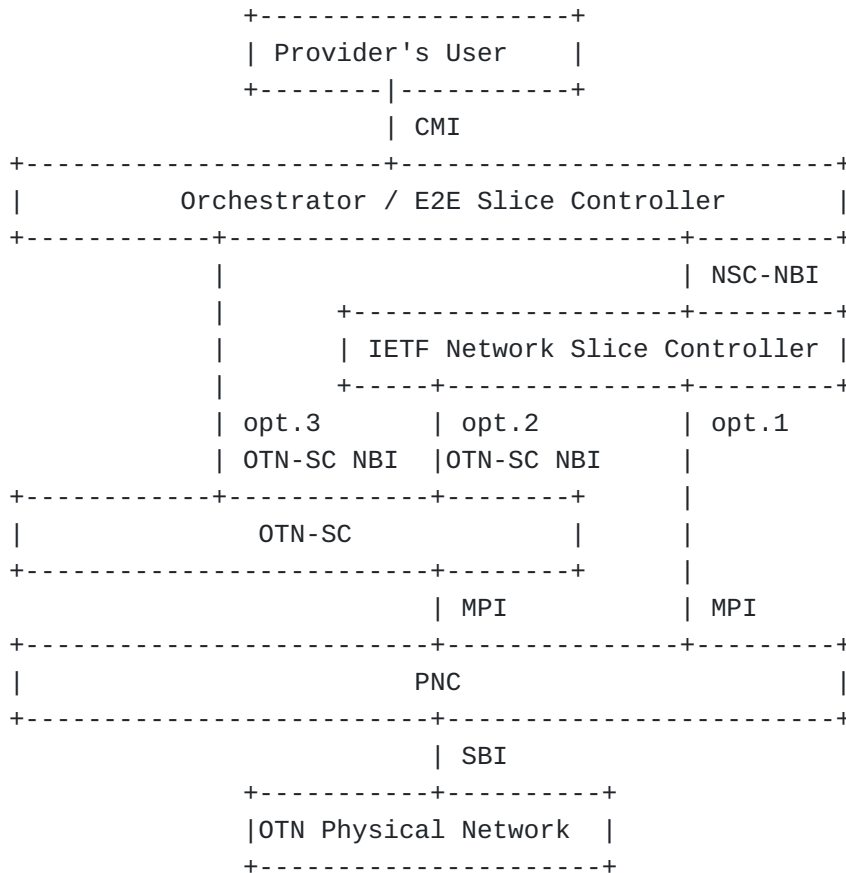 +---------------------+
| Provider's User     |
+--------|------------+
| CMI
+-----------------------+----------------------------+
|          Orchestrator / E2E Slice Controller       |
+------------+-----------------------------+---------+
|                             | NSC-NBI
|       +---------------------+---------+
|       | IETF Network Slice Controller |
|       +-----+---------------+---------+
| opt.3       | opt.2         | opt.1
| OTN-SC NBI  |OTN-SC NBI     |
+------------+-------------+--------+      |
|               OTN-SC              |      |
+--------------------------+--------+      |
| MPI           | MPI
+--------------------------+---------------+---------+
|                         PNC                        |
+--------------------------+-------------------------+
| SBI
+-----------+----------+
|OTN Physical Network  |
+----------------------+